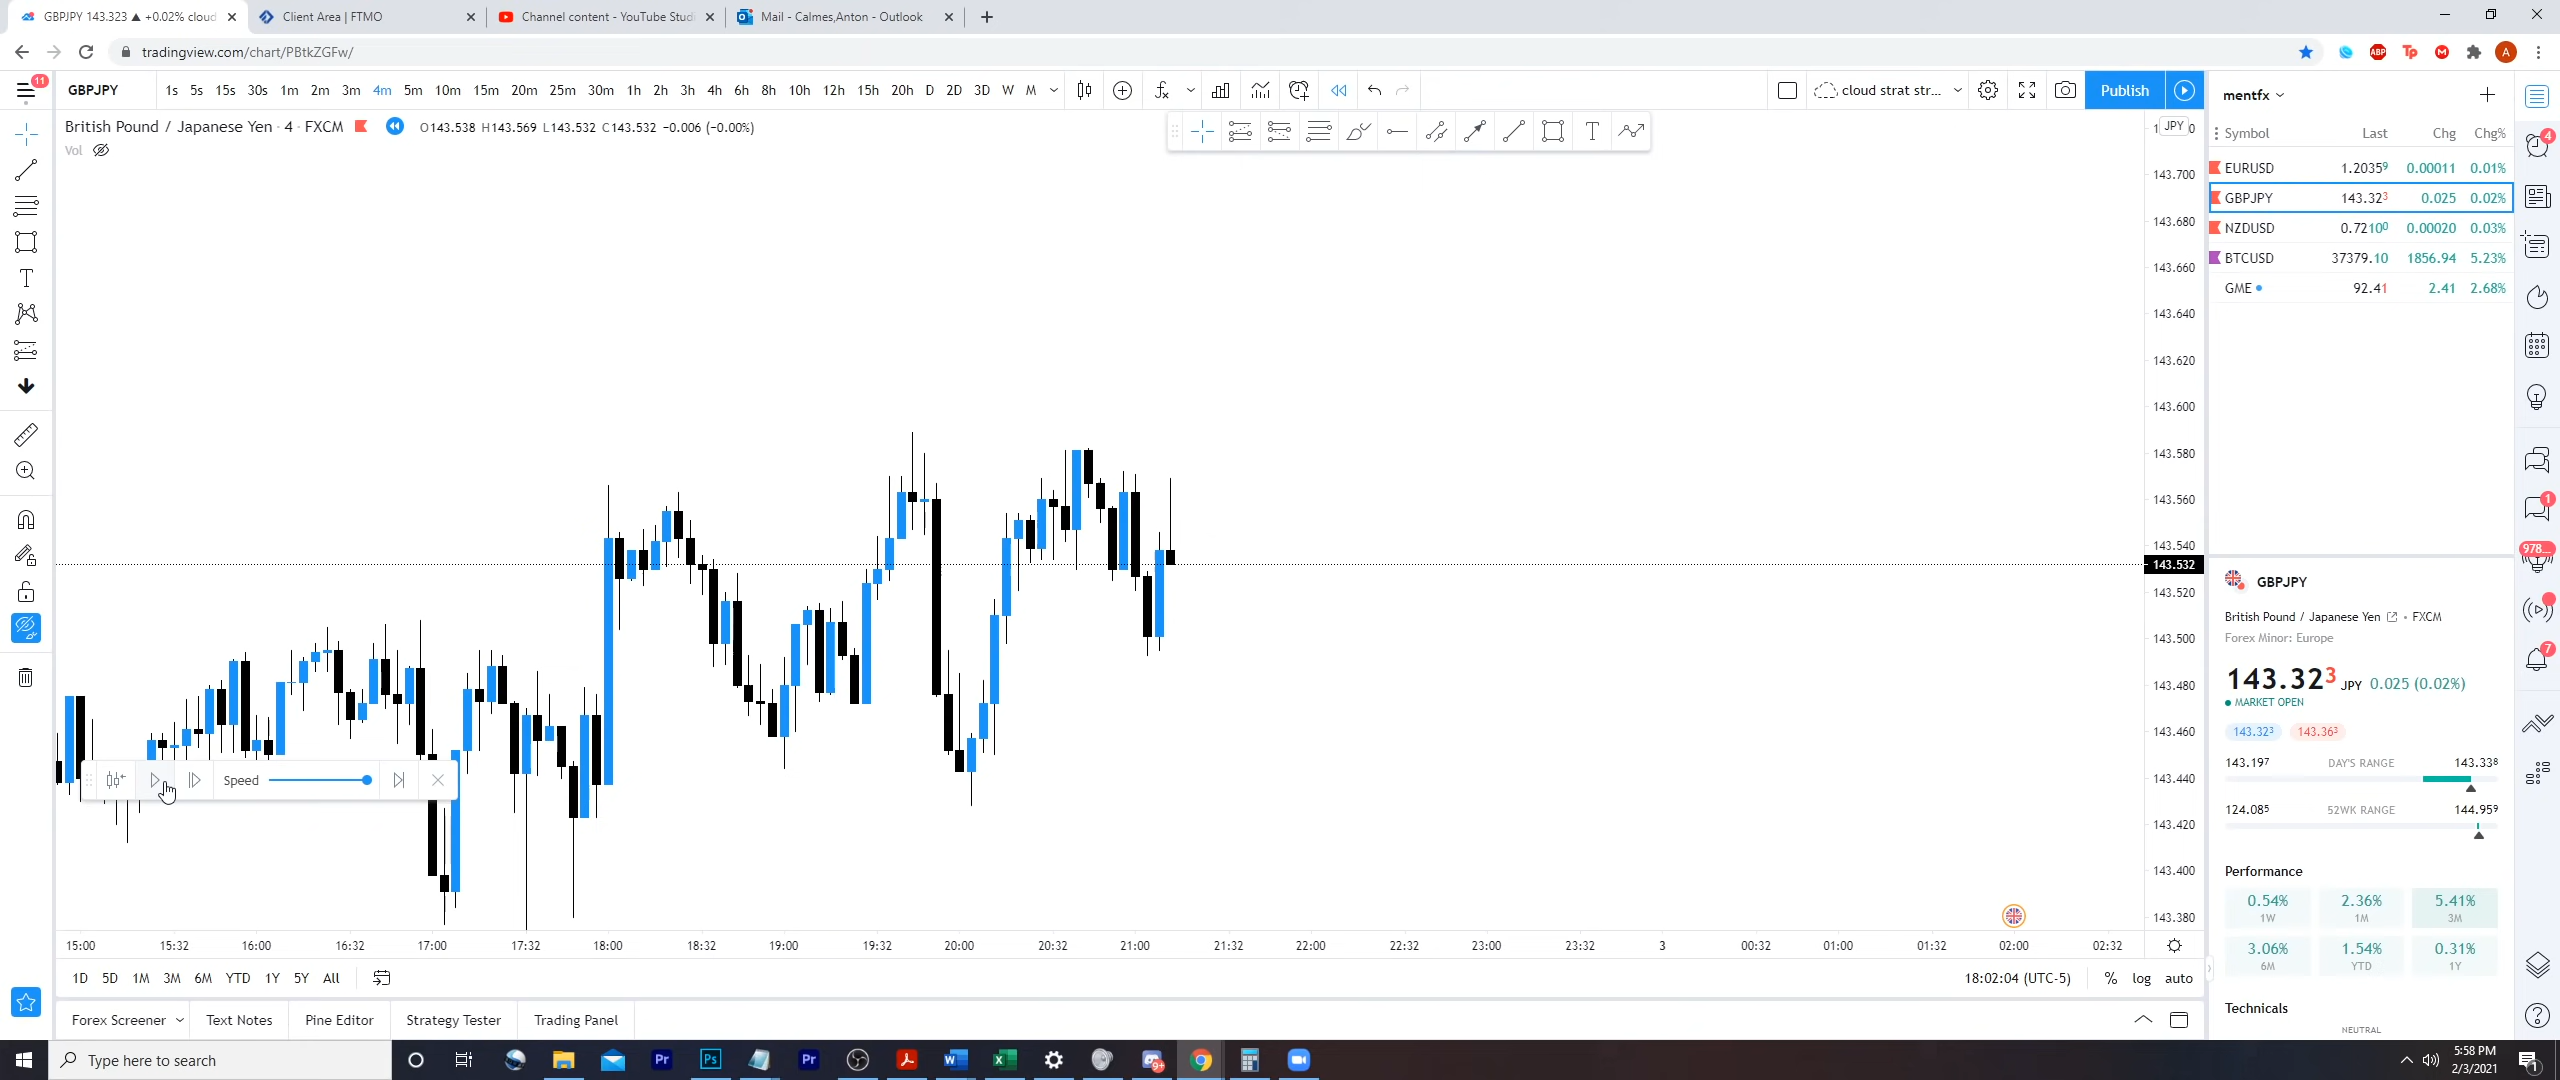 GBPJPY 143.323 ▲ +0.02% cloud
Client Area | FTMO
Channel content - YouTube Studi
Mail - Calmes,Anton - Outlook
tradingview.com/chart/PBtkZGFw/
ABP
Tp
M
A
11
GBPJPY
1s 5s 15s 30s 1m 2m 3m 4m 5m 10m 15m 20m 25m 30m 1h 2h 3h 4h 6h 8h 10h 12h 15h 20h D 2D 3D W M
cloud strat str...
Publish
British Pound / Japanese Yen · 4 · FXCM
O143.538 H143.569 L143.532 C143.532 −0.006 (−0.00%)
Vol
JPY
143.700
143.680
143.660
143.640
143.620
143.600
143.580
143.560
143.540
143.532
143.520
143.500
143.480
143.460
143.440
143.420
143.400
143.380
Speed
15:00 15:32 16:00 16:32 17:00 17:32 18:00 18:32 19:00 19:32 20:00 20:32 21:00 21:32 22:00 22:32 23:00 23:32 3 00:32 01:00 01:32 02:00 02:32
1D 5D 1M 3M 6M YTD 1Y 5Y All
18:02:04 (UTC-5) % log auto
Forex Screener Text Notes Pine Editor Strategy Tester Trading Panel
mentfx
Symbol Last Chg Chg%
EURUSD 1.20359 0.00011 0.01%
GBPJPY 143.323 0.025 0.02%
NZDUSD 0.72100 0.00020 0.03%
BTCUSD 37379.10 1856.94 5.23%
GME 92.41 2.41 2.68%
GBPJPY
British Pound / Japanese Yen • FXCM
Forex Minor: Europe
143.323 JPY 0.025 (0.02%)
MARKET OPEN
143.323 143.363
143.197 DAY'S RANGE 143.338
124.085 52WK RANGE 144.959
Performance
0.54% 2.36% 5.41%
1W 1M 3M
3.06% 1.54% 0.31%
6M YTD 1Y
Technicals
NEUTRAL
4
1
978...
7
Type here to search
Pr
Ps
Pr
9+
5:58 PM
2/3/2021
1